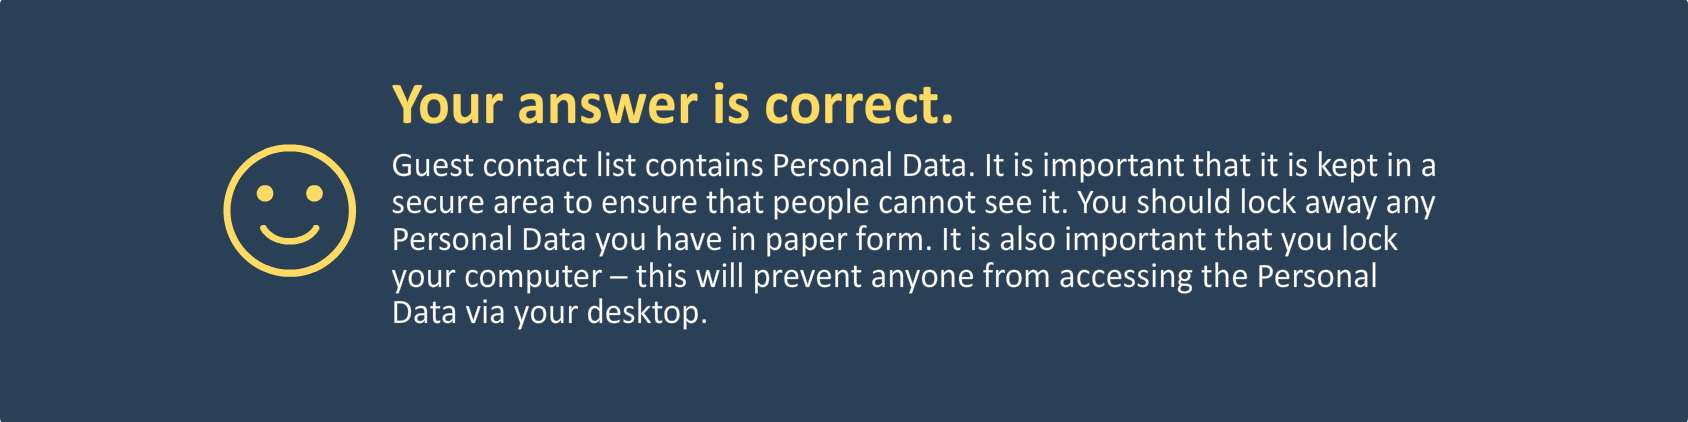 Your answer is correct.
Guest contact list contains Personal Data. It is important that it is kept in a
secure area to ensure that people cannot see it. You should lock away any
Personal Data you have in paper form. It is also important that you lock
your computer – this will prevent anyone from accessing the Personal
Data via your desktop.